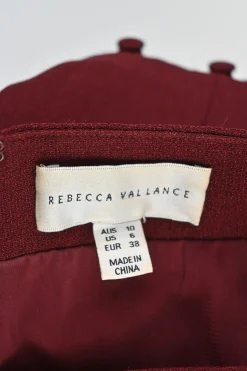 REBECCA VALLANCE
AUS 10
US 6
EUR 38
MADE IN
CHINA